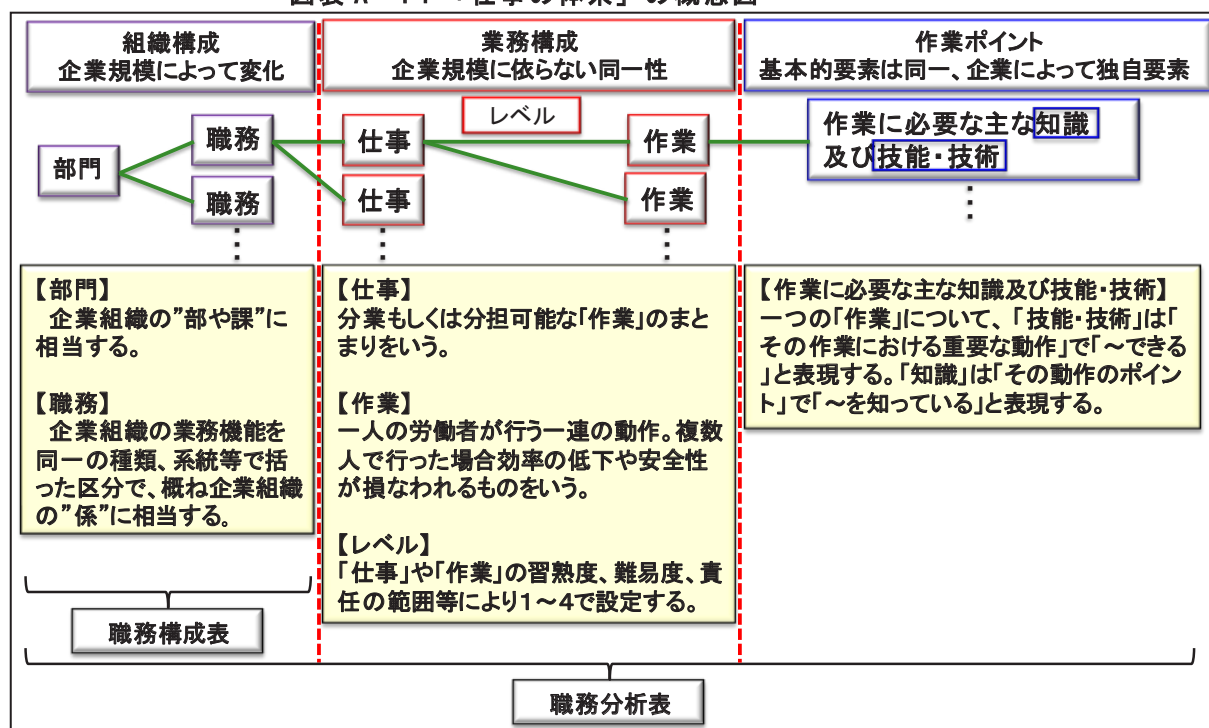 組織構成
企業規模によって変化
業務構成
企業規模に依らない同一性
作業ポイント
基本的要素は同一、企業によって独自要素
レベル
部門
職務
職務
仕事
仕事
作業
作業
作業に必要な主な知識
及び技能・技術
【部門】
企業組織の”部や課”に
相当する。
【職務】
企業組織の業務機能を
同一の種類、系統等で括
った区分で、概ね企業組織
の”係”に相当する。
【仕事】
分業もしくは分担可能な「作業」のまと
まりをいう。
【作業】
一人の労働者が行う一連の動作。複数
人で行った場合効率の低下や安全性
が損なわれるものをいう。
【レベル】
「仕事」や「作業」の習熟度、難易度、責
任の範囲等により1～4で設定する。
【作業に必要な主な知識及び技能・技術】
一つの「作業」について、「技能・技術」は「
その作業における重要な動作」で「～できる
」と表現する。「知識」は「その動作のポイン
ト」で「～を知っている」と表現する。
職務構成表
職務分析表